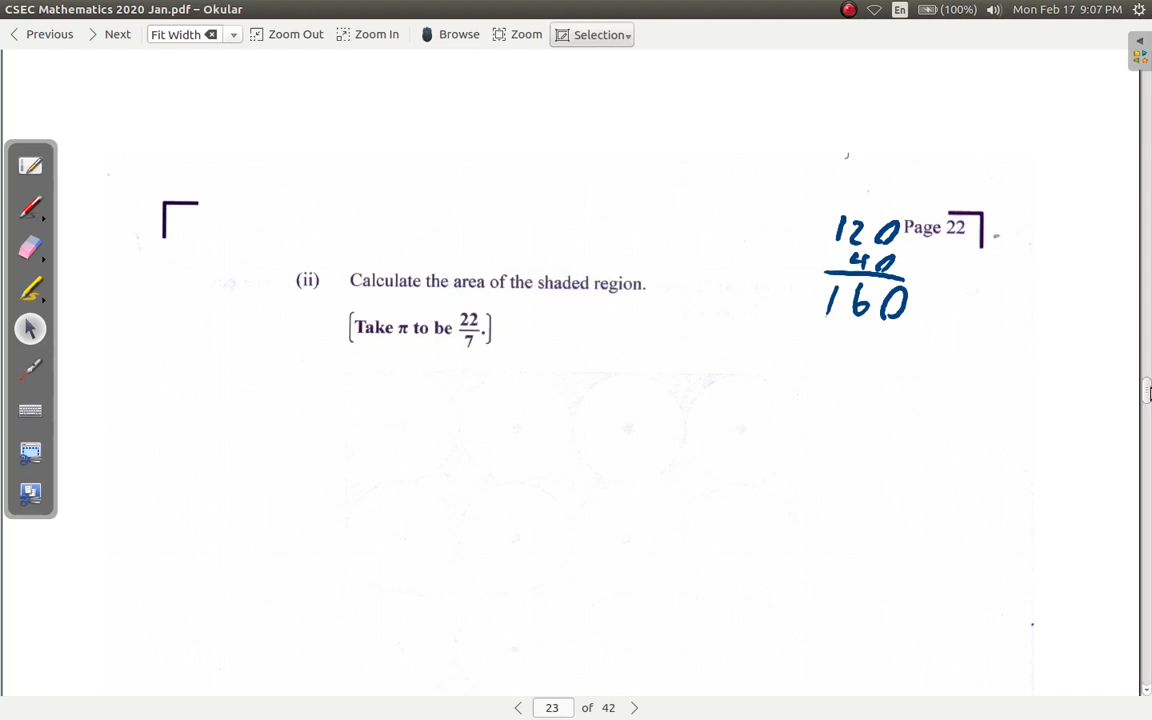 CSEC Mathematics 2020 Jan.pdf – Okular
En (100%) Mon Feb 17 9:07 PM
Previous Next Fit Width Zoom Out Zoom In Browse Zoom Selection
Page 22
120
40
160
(ii) Calculate the area of the shaded region.
[Take π to be 22/7.]
23 of 42